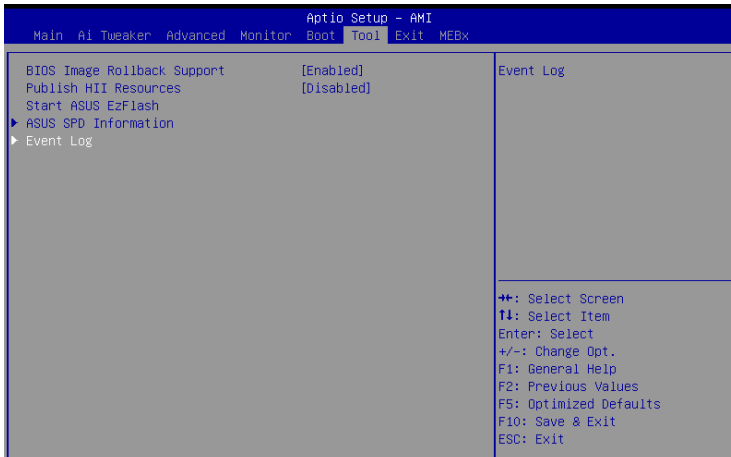 Aptio Setup - AMI
Main Ai Tweaker Advanced Monitor Boot Tool Exit MEBx
BIOS Image Rollback Support [Enabled]
Publish HII Resources [Disabled]
Start ASUS EzFlash
▶ ASUS SPD Information
▶ Event Log
Event Log
→←: Select Screen
↑↓: Select Item
Enter: Select
+/-: Change Opt.
F1: General Help
F2: Previous Values
F5: Optimized Defaults
F10: Save & Exit
ESC: Exit